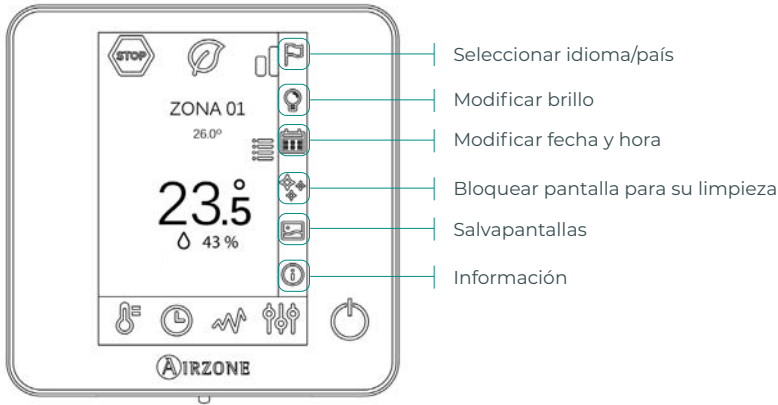 STOP
ZONA 01
26.0º
23.5°
43 %
AIRZONE
Seleccionar idioma/país
Modificar brillo
Modificar fecha y hora
Bloquear pantalla para su limpieza
Salvapantallas
Información